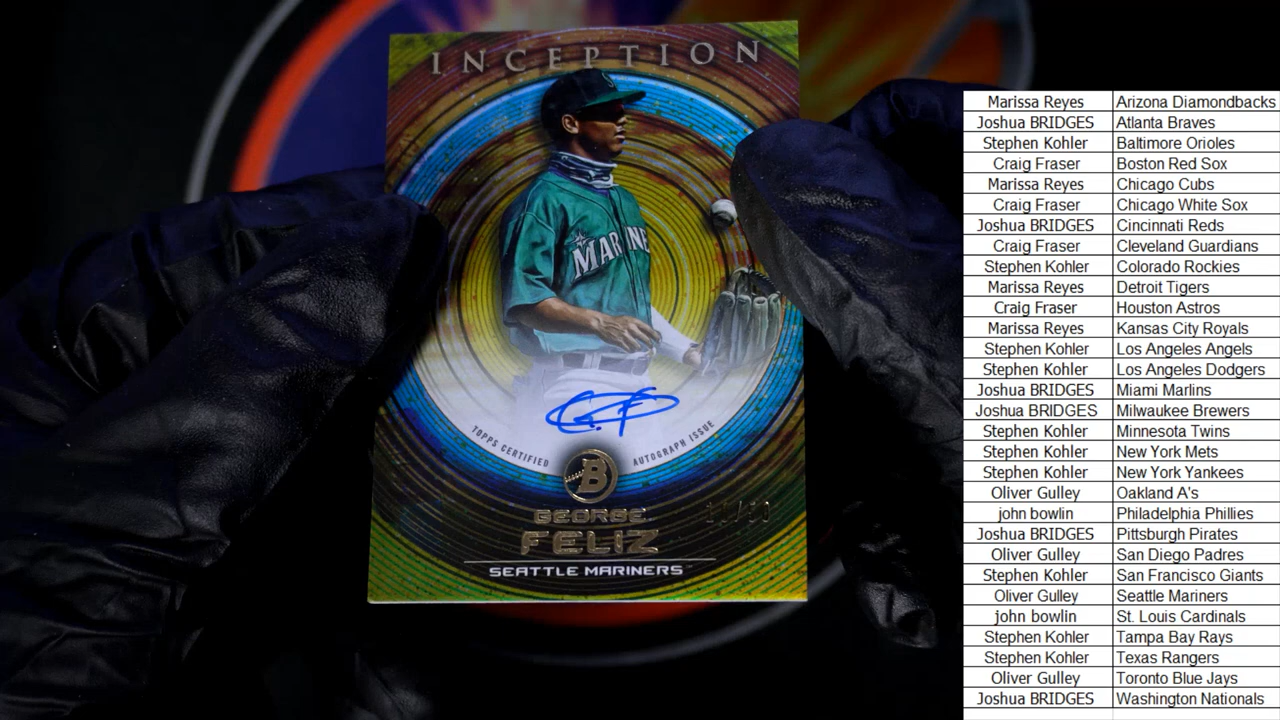 INCEPTION
MARINE
TOPPS CERTIFIED
AUTOGRAPH ISSUE
B
GEORGE
FELIZ
SEATTLE MARINERS
Marissa Reyes Arizona Diamondbacks
Joshua BRIDGES Atlanta Braves
Stephen Kohler Baltimore Orioles
Craig Fraser Boston Red Sox
Marissa Reyes Chicago Cubs
Craig Fraser Chicago White Sox
Joshua BRIDGES Cincinnati Reds
Craig Fraser Cleveland Guardians
Stephen Kohler Colorado Rockies
Marissa Reyes Detroit Tigers
Craig Fraser Houston Astros
Marissa Reyes Kansas City Royals
Stephen Kohler Los Angeles Angels
Stephen Kohler Los Angeles Dodgers
Joshua BRIDGES Miami Marlins
Joshua BRIDGES Milwaukee Brewers
Stephen Kohler Minnesota Twins
Stephen Kohler New York Mets
Stephen Kohler New York Yankees
Oliver Gulley Oakland A's
john bowlin Philadelphia Phillies
Joshua BRIDGES Pittsburgh Pirates
Oliver Gulley San Diego Padres
Stephen Kohler San Francisco Giants
Oliver Gulley Seattle Mariners
john bowlin St. Louis Cardinals
Stephen Kohler Tampa Bay Rays
Stephen Kohler Texas Rangers
Oliver Gulley Toronto Blue Jays
Joshua BRIDGES Washington Nationals